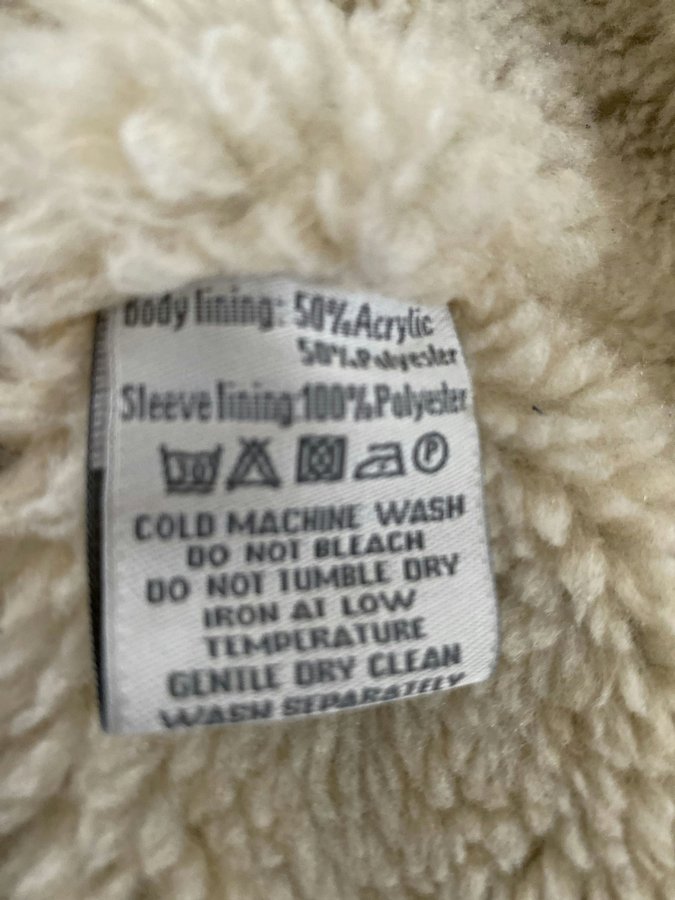 Body lining: 50%Acrylic
50%Polyester
Sleeve lining:100%Polyester
30 P
COLD MACHINE WASH
DO NOT BLEACH
DO NOT TUMBLE DRY
IRON AT LOW
TEMPERATURE
GENTLE DRY CLEAN
WASH SEPARATELY